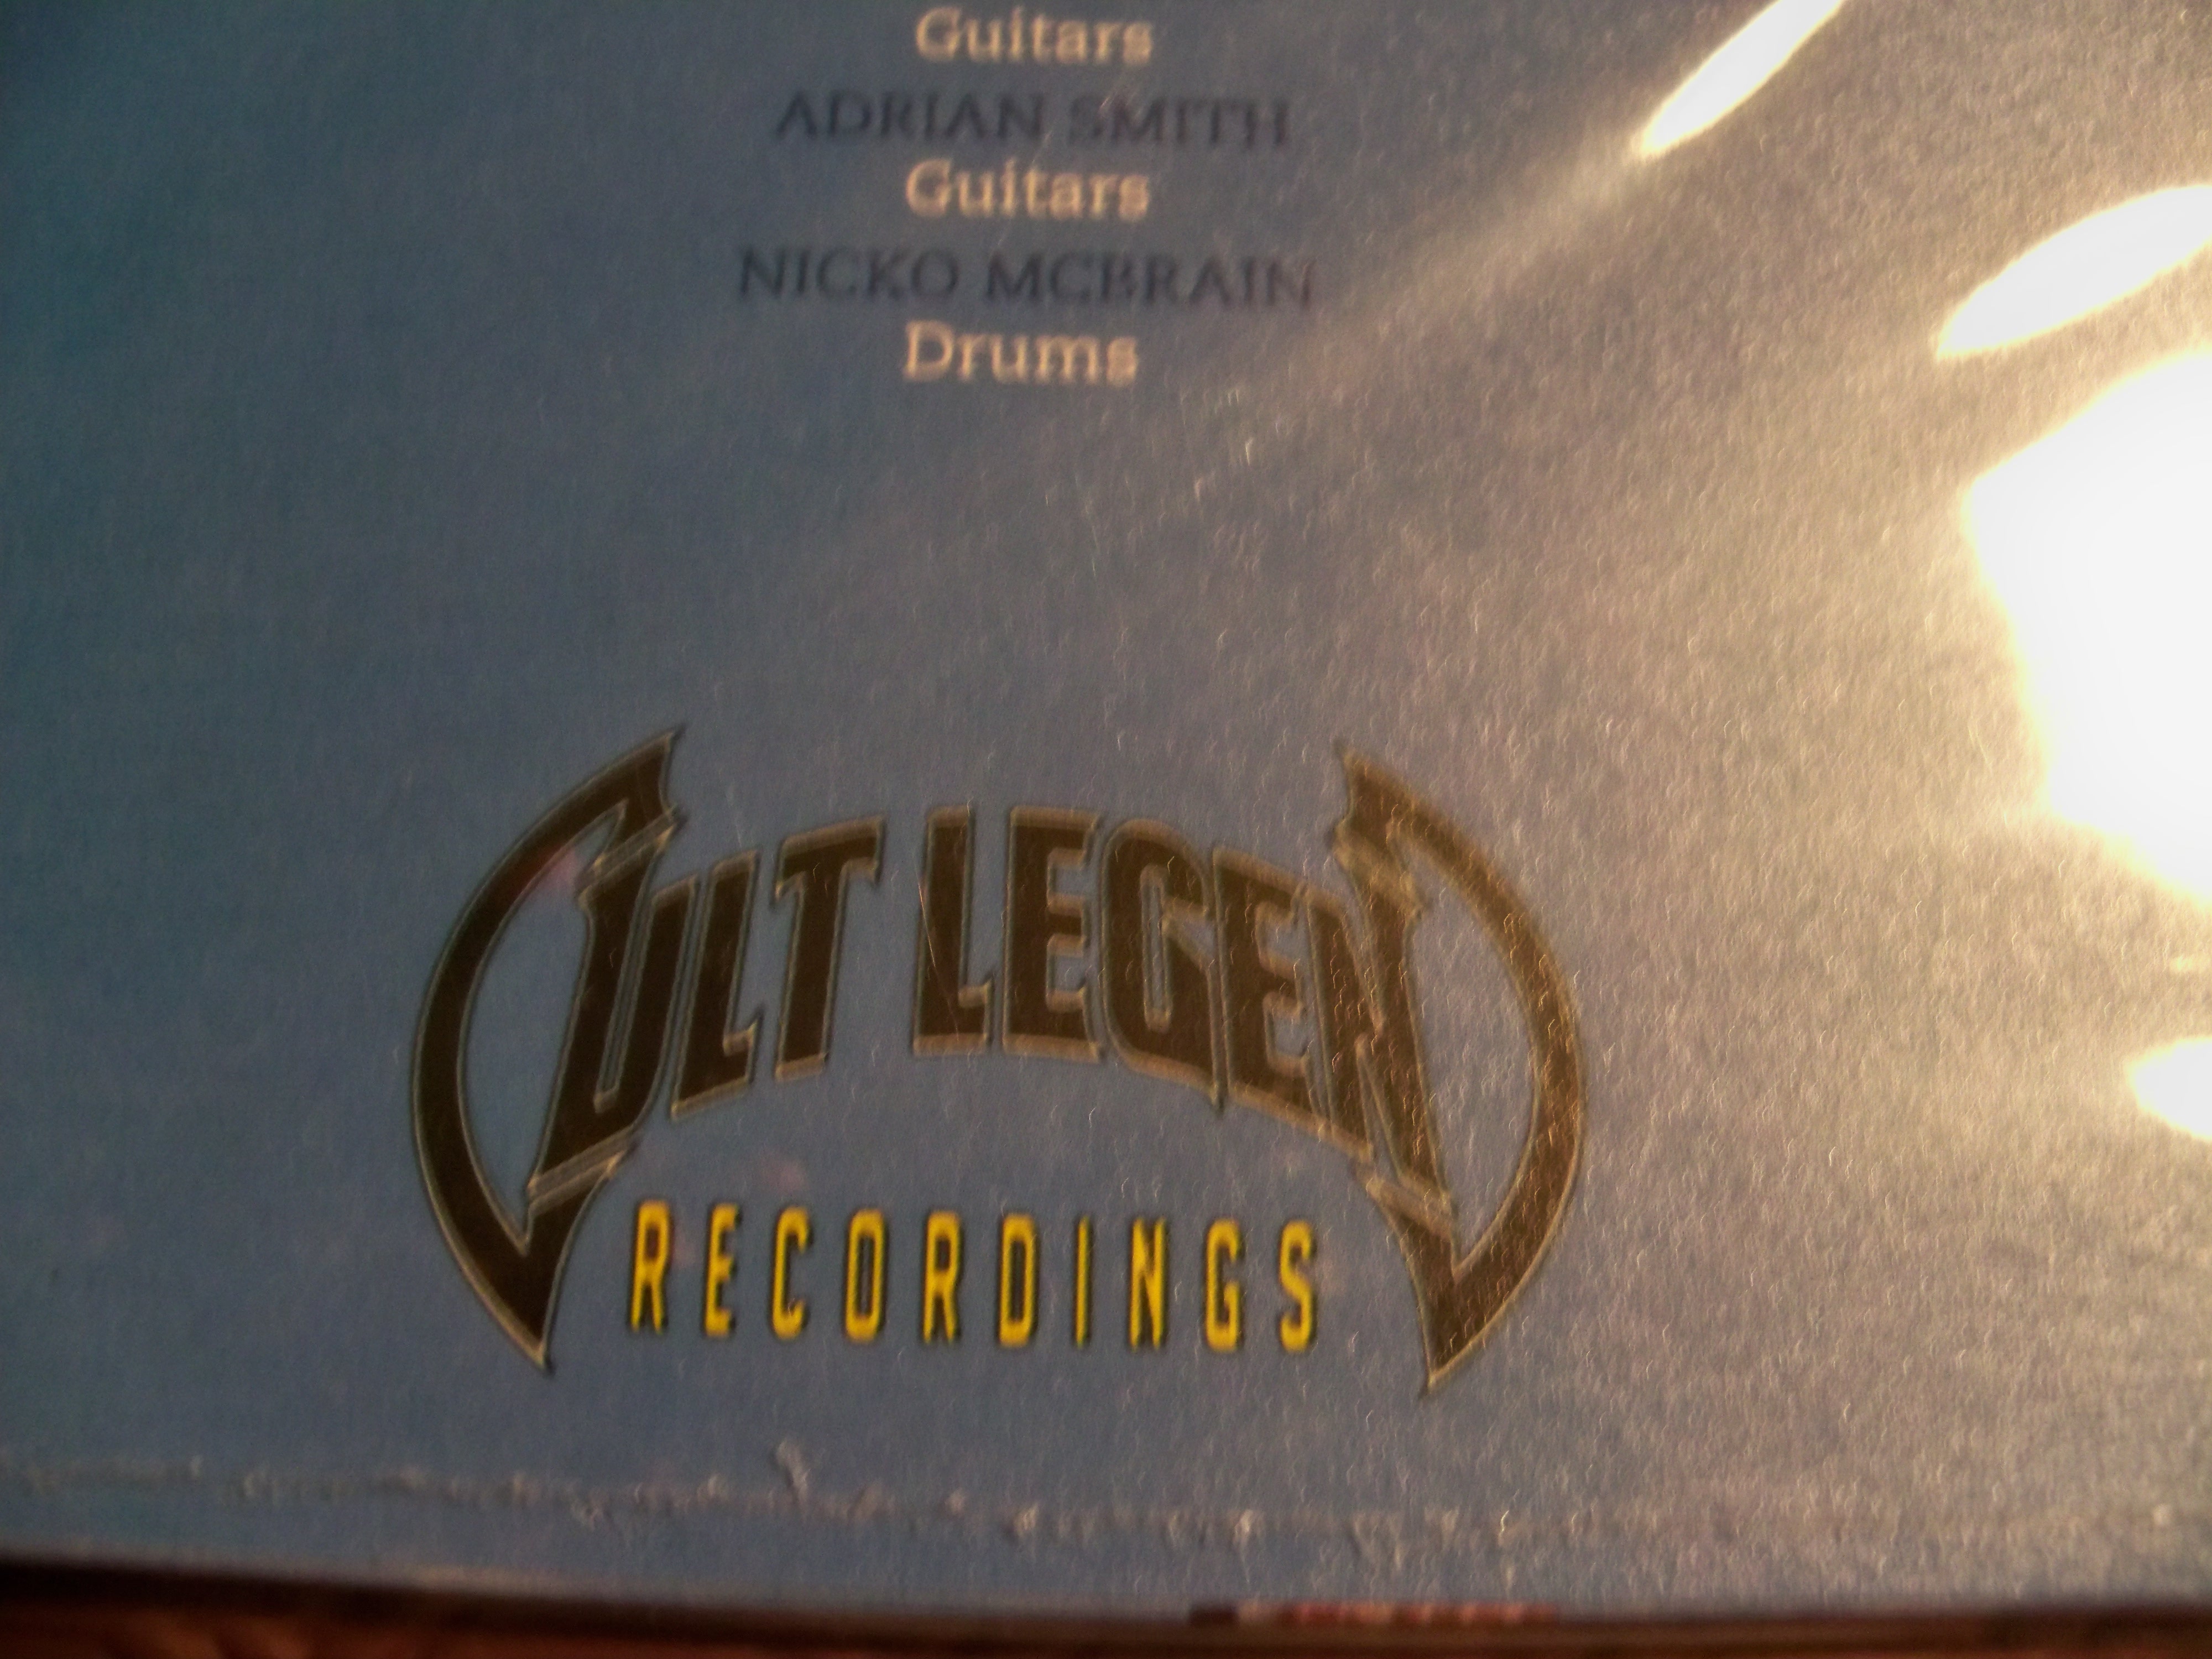 Guitars
ADRIAN SMITH
Guitars
NICKO MCBRAIN
Drums
CULT LEGEND
RECORDINGS